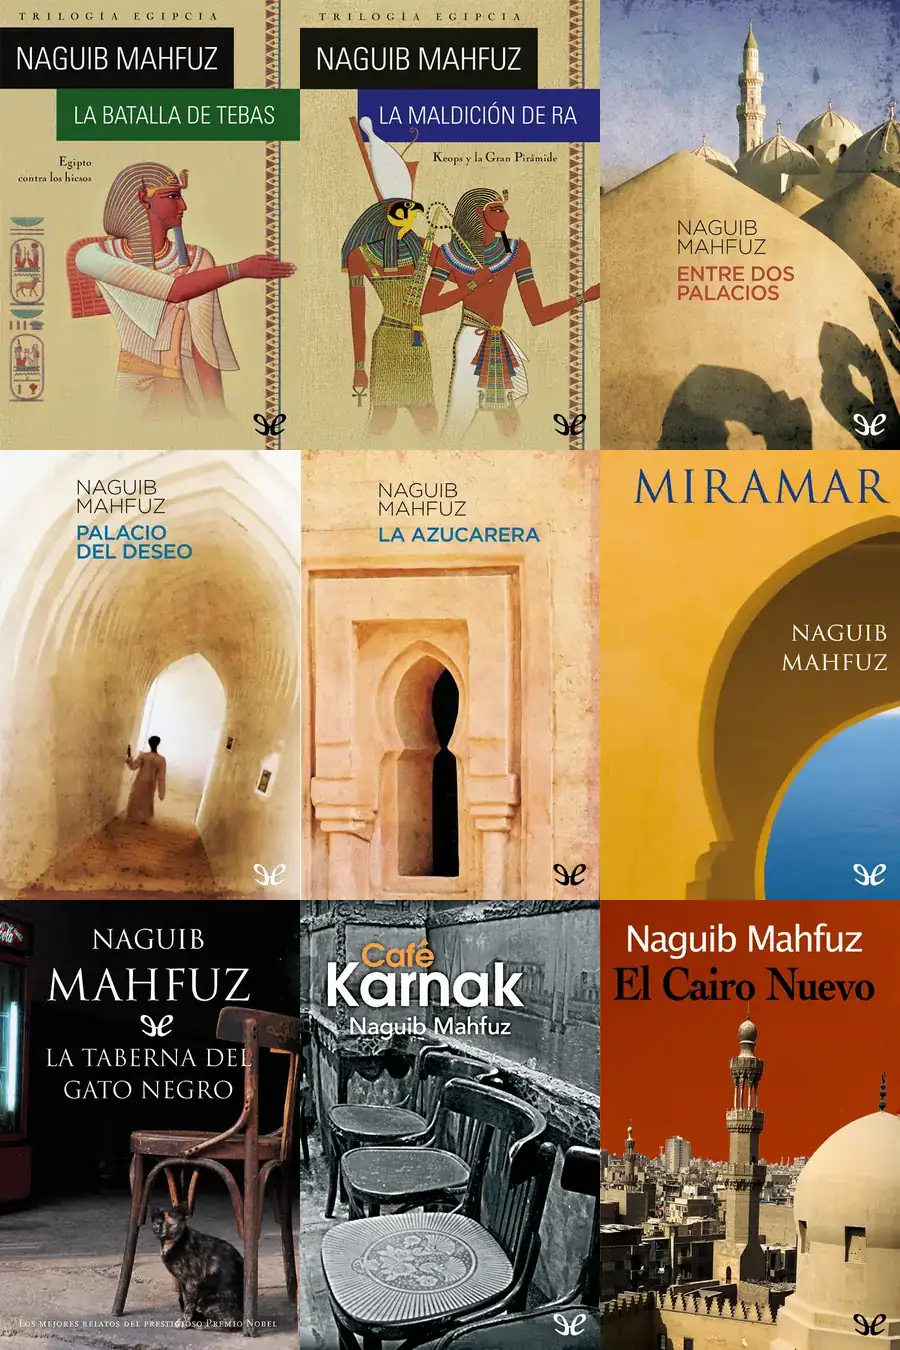 TRILOGÍA EGIPCIA
NAGUIB MAHFUZ
LA BATALLA DE TEBAS
Egipto
contra los hicsos
TRILOGÍA EGIPCIA
NAGUIB MAHFUZ
LA MALDICIÓN DE RA
Keops y la Gran Pirámide
NAGUIB
MAHFUZ
ENTRE DOS
PALACIOS
NAGUIB
MAHFUZ
PALACIO
DEL DESEO
NAGUIB
MAHFUZ
LA AZUCARERA
MIRAMAR
NAGUIB
MAHFUZ
NAGUIB
MAHFUZ
LA TABERNA DEL
GATO NEGRO
LOS MEJORES RELATOS DEL PRESTIGIOSO PREMIO NOBEL
Café
Karnak
Naguib Mahfuz
Naguib Mahfuz
El Cairo Nuevo